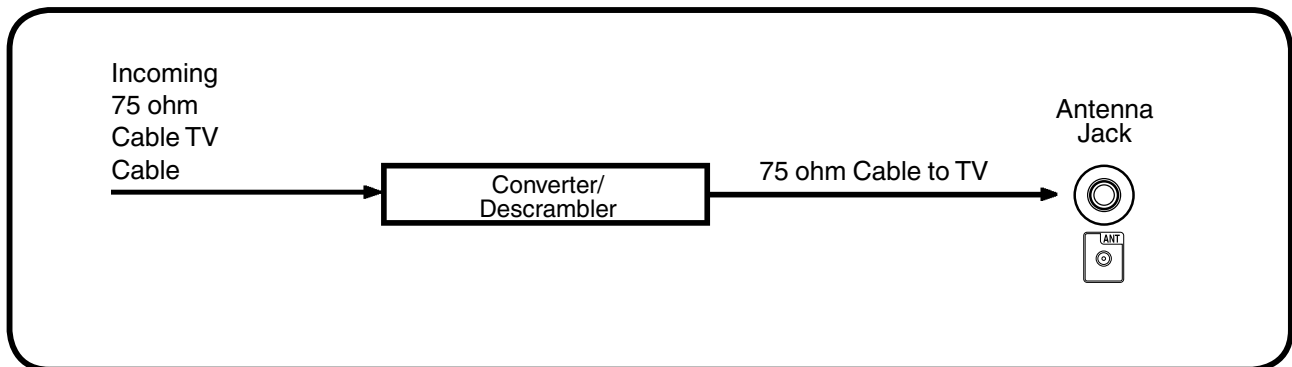 Incoming
75 ohm
Cable TV
Cable
Converter/
Descrambler
75 ohm Cable to TV
Antenna
Jack
ANT